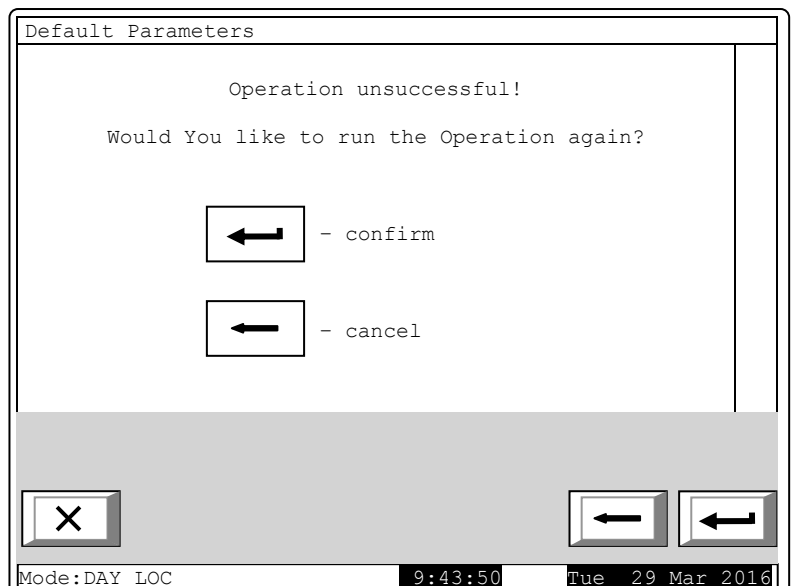 Default Parameters
Operation unsuccessful!
Would You like to run the Operation again?
- confirm
- cancel
Mode:DAY LOC 9:43:50 Tue 29 Mar 2016